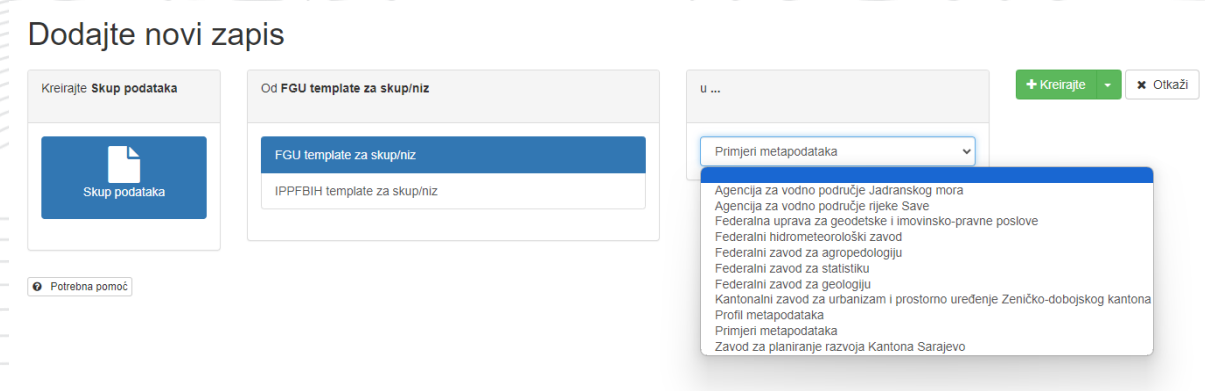 Dodajte novi zapis
Kreirajte Skup podataka
Skup podataka
Od FGU template za skup/niz
FGU template za skup/niz
IPPFBIH template za skup/niz
u ...
Primjeri metapodataka
Agencija za vodno područje Jadranskog mora
Agencija za vodno područje rijeke Save
Federalna uprava za geodetske i imovinsko-pravne poslove
Federalni hidrometeorološki zavod
Federalni zavod za agropedologiju
Federalni zavod za statistiku
Federalni zavod za geologiju
Kantonalni zavod za urbanizam i prostorno uređenje Zeničko-dobojskog kantona
Profil metapodataka
Primjeri metapodataka
Zavod za planiranje razvoja Kantona Sarajevo
+ Kreirajte
× Otkaži
Potrebna pomoć